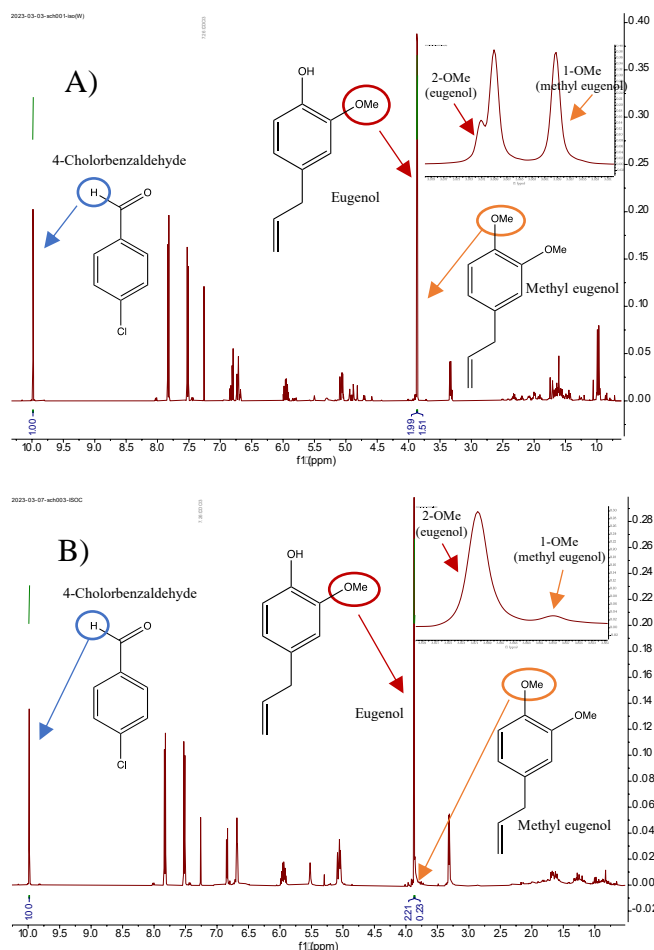 2023-03-03-sch001-iso(W)
A)
4-Cholorbenzaldehyde
H
O
Cl
OH
OMe
Eugenol
2-OMe
(eugenol)
1-OMe
(methyl eugenol)
OMe
OMe
Methyl eugenol
0.40
0.35
0.30
0.25
0.20
0.15
0.10
0.05
0.00
1.00
1.99
1.51
10.0 9.5 9.0 8.5 8.0 7.5 7.0 6.5 6.0 5.5 5.0 4.5 4.0 3.5 3.0 2.5 2.0 1.5 1.0
f1 (ppm)
2023-03-07-sch003-ISOC
B)
4-Cholorbenzaldehyde
H
O
Cl
OH
OMe
Eugenol
2-OMe
(eugenol)
1-OMe
(methyl eugenol)
OMe
OMe
Methyl eugenol
0.28
0.26
0.24
0.22
0.20
0.18
0.16
0.14
0.12
0.10
0.08
0.06
0.04
0.02
0.00
-0.02
1.00
2.21
0.23
10.0 9.5 9.0 8.5 8.0 7.5 7.0 6.5 6.0 5.5 5.0 4.5 4.0 3.5 3.0 2.5 2.0 1.5 1.0
f1 (ppm)